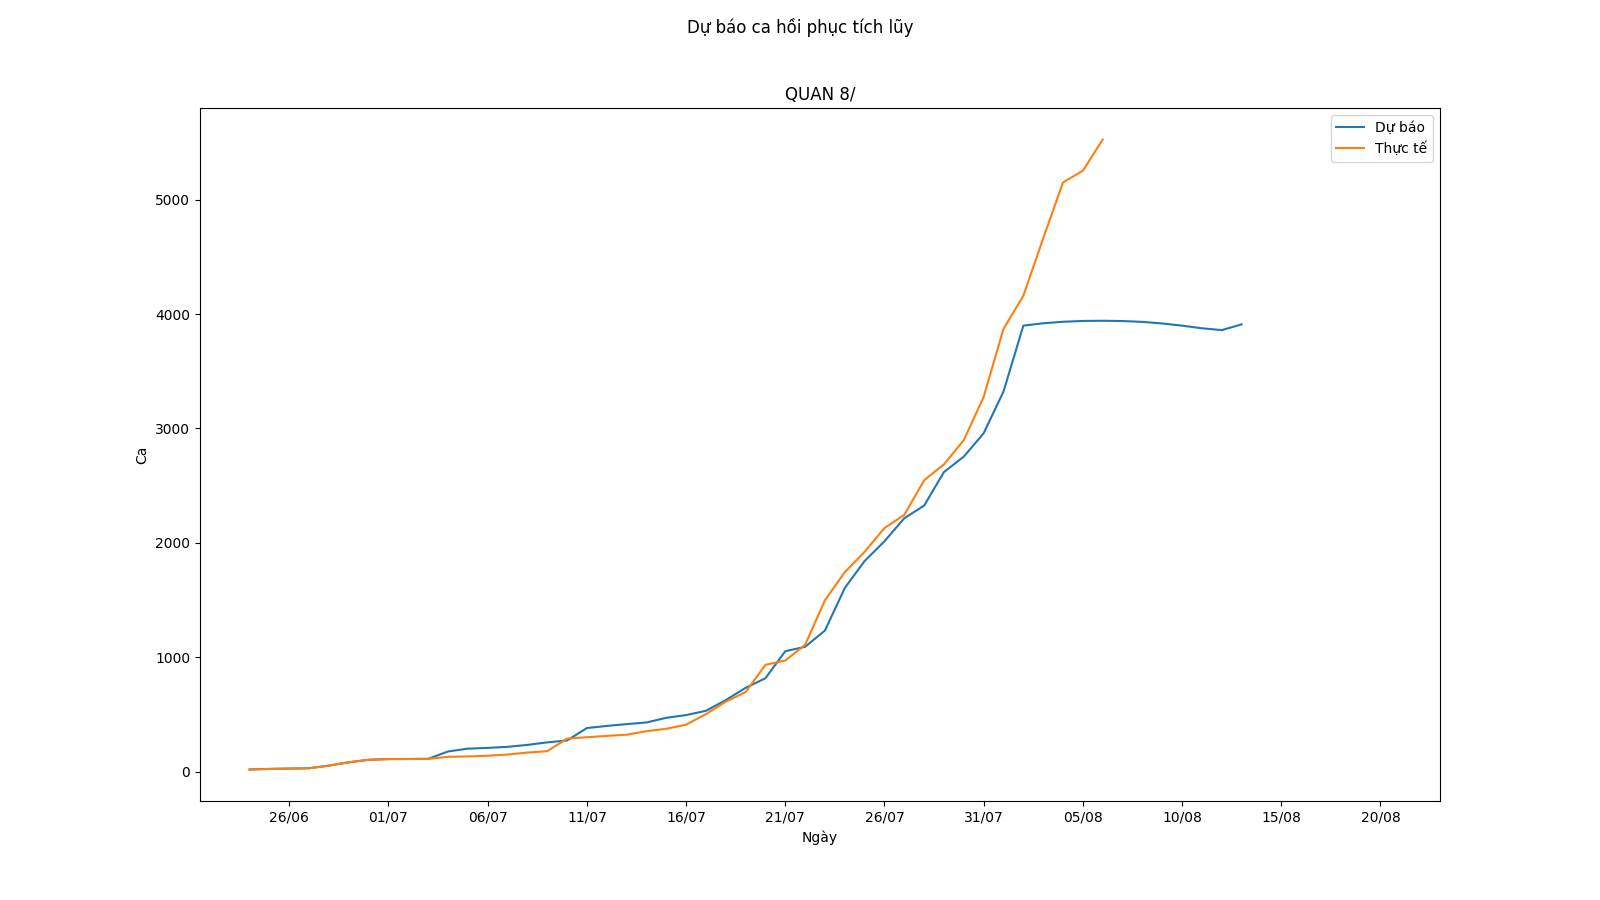 Dự báo ca hồi phục tích lũy
QUAN 8/
Dự báo
Thực tế
5000
4000
3000
2000
1000
0
Ca
26/06 01/07 06/07 11/07 16/07 21/07 26/07 31/07 05/08 10/08 15/08 20/08
Ngày